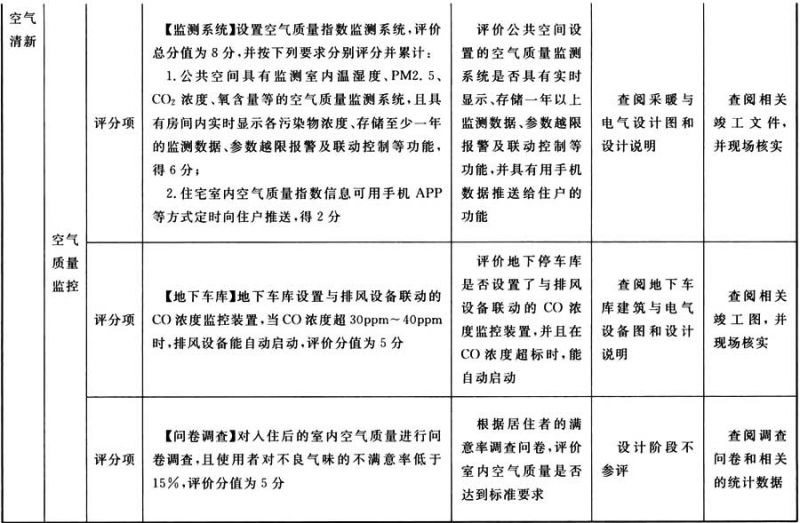 空气
清新
空气
质量
监控
评分项
【监测系统】设置空气质量指数监测系统，评价
总分值为8分，并按下列要求分别评分并累计：
1.公共空间具有监测室内温湿度、PM2.5、
CO₂浓度、氧含量等的空气质量监测系统，且具
有房间内实时显示各污染物浓度、存储至少一年
的监测数据、参数越限报警及联动控制等功能，
得6分；
2.住宅室内空气质量指数信息可用手机APP
等方式定时向住户推送，得2分
评价公共空间设
置的空气质量监测
系统是否具有实时
显示、存储一年以上
监测数据、参数越限
报警及联动控制等
功能，并具有用手机
数据推送给住户的
功能
查阅采暖与
电气设计图和
设计说明
查阅相关
竣工文件，
并现场核实
评分项
【地下车库】地下车库设置与排风设备联动的
CO浓度监控装置，当CO浓度超30ppm～40ppm
时，排风设备能自动启动，评价分值为5分
评价地下停车库
是否设置了与排风
设备联动的CO浓
度监控装置，并且在
CO浓度超标时，能
自动启动
查阅地下车
库建筑与电气
设备图和设计
说明
查阅相关
竣工图，并
现场核实
评分项
【问卷调查】对入住后的室内空气质量进行问
卷调查，且使用者对不良气味的不满意率低于
15%，评价分值为5分
根据居住者的满
意率调查问卷，评价
室内空气质量是否
达到标准要求
设计阶段不
参评
查阅调查
问卷和相关
的统计数据